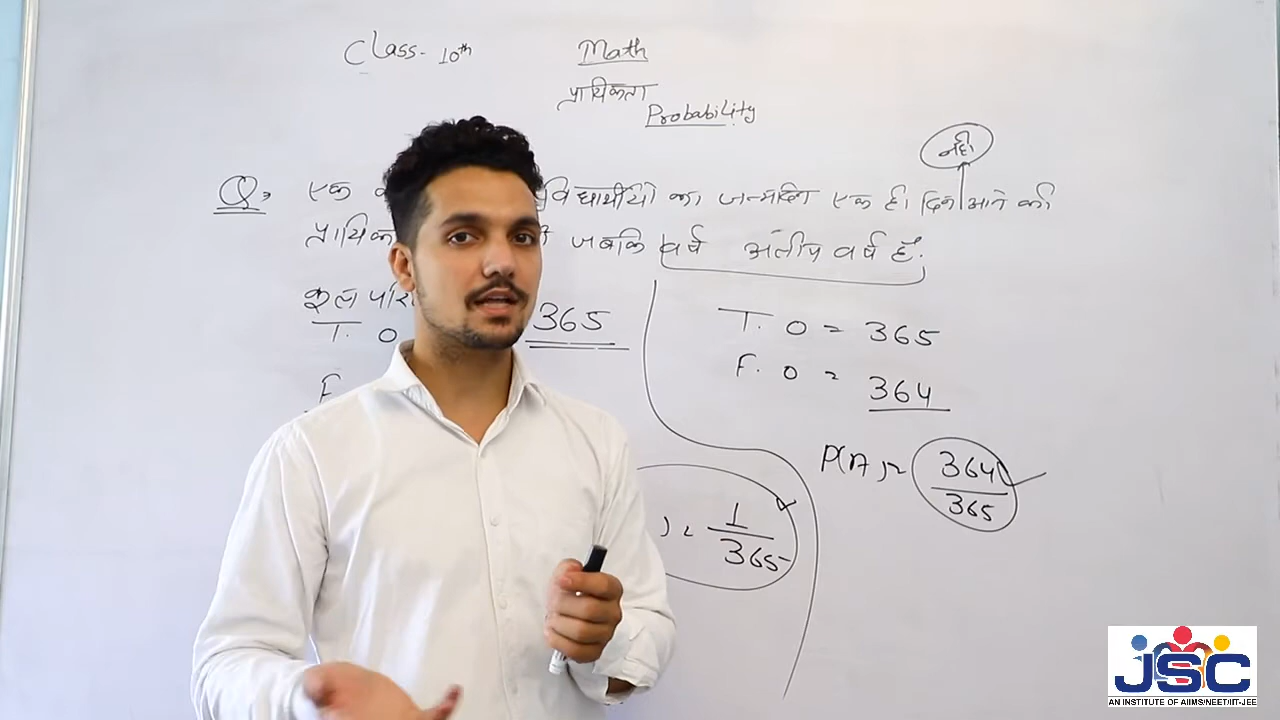 Class- 10th
Math
प्रायिकता
Probability
नही
Q. एक विद्यार्थीयो का जन्मदिन एक ही दिन आने की
जबकि वर्ष अंतीप वर्ष है.
T. O = 365
F. O = 364
T. O 365
P(A) = 364/365
) = 1/365
JSC
AN INSTITUTE OF AIIMS/NEET/IIT-JEE